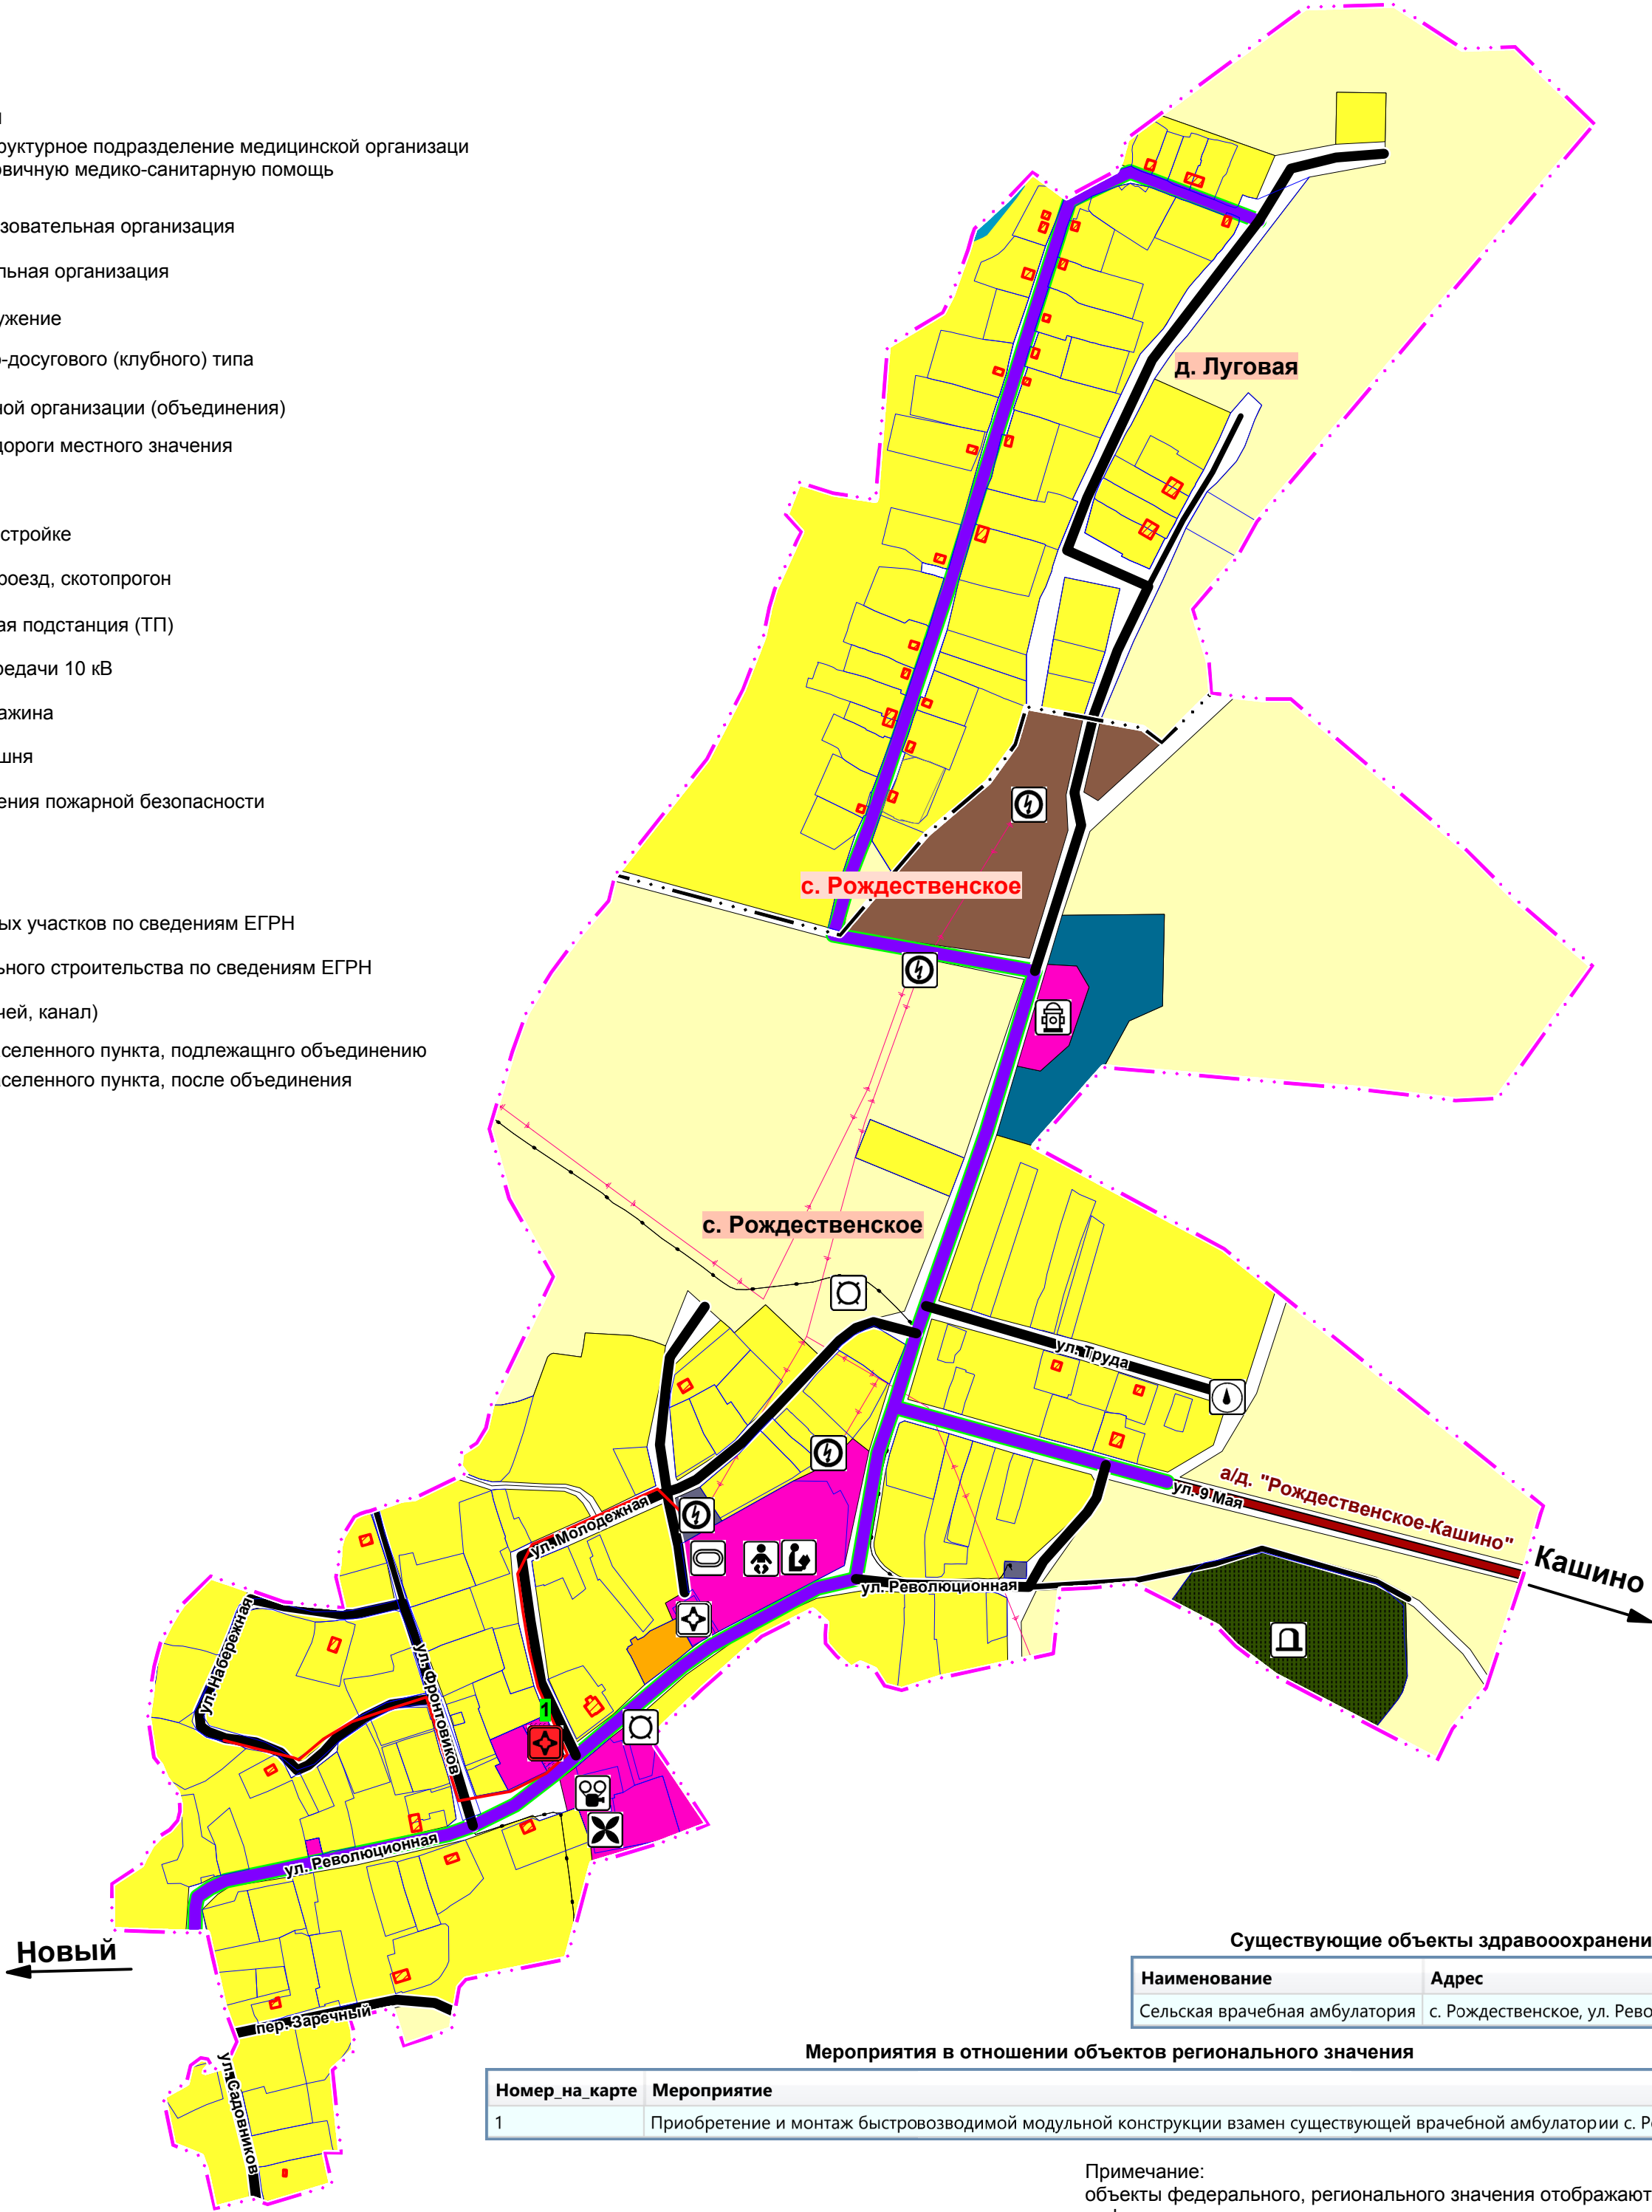 руктурное подразделение медицинской организаци
рвичную медико-санитарную помощь
зовательная организация
льная организация
ужение
-досугового (клубного) типа
ной организации (объединения)
дороги местного значения
стройке
роезд, скотопрогон
ая подстанция (ТП)
редачи 10 кВ
ажина
шня
ения пожарной безопасности
ых участков по сведениям ЕГРН
ьного строительства по сведениям ЕГРН
чей, канал)
селенного пункта, подлежащнго объединению
селенного пункта, после объединения
д. Луговая
с. Рождественское
с. Рождественское
ул. Труда
ул. 9 Мая
а/д. "Рождественское-Кашино"
Кашино
ул. Молодежная
ул. Революционная
ул. Набережная
ул. Фронтовиков
1
ул. Революционная
Новый
пер. Заречный
ул. Садовников
Существующие объекты здравооохранени
Наименование Адрес
Сельская врачебная амбулатория с. Рождественское, ул. Рево
Мероприятия в отношении объектов регионального значения
Номер_на_карте Мероприятие
1 Приобретение и монтаж быстровозводимой модульной конструкции взамен существующей врачебной амбулатории с. Р
Примечание:
объекты федерального, регионального значения отображают